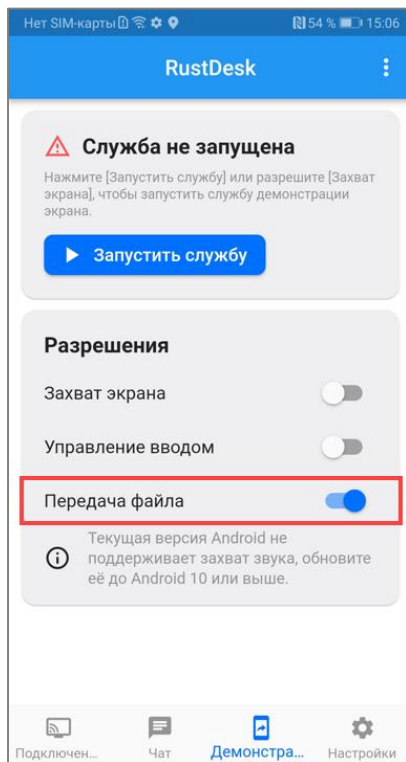 Нет SIM-карты 54 % 15:06
RustDesk
Служба не запущена
Нажмите [Запустить службу] или разрешите [Захват
экрана], чтобы запустить службу демонстрации
экрана.
Запустить службу
Разрешения
Захват экрана
Управление вводом
Передача файла
Текущая версия Android не
поддерживает захват звука, обновите
её до Android 10 или выше.
Подключен... Чат Демонстра... Настройки